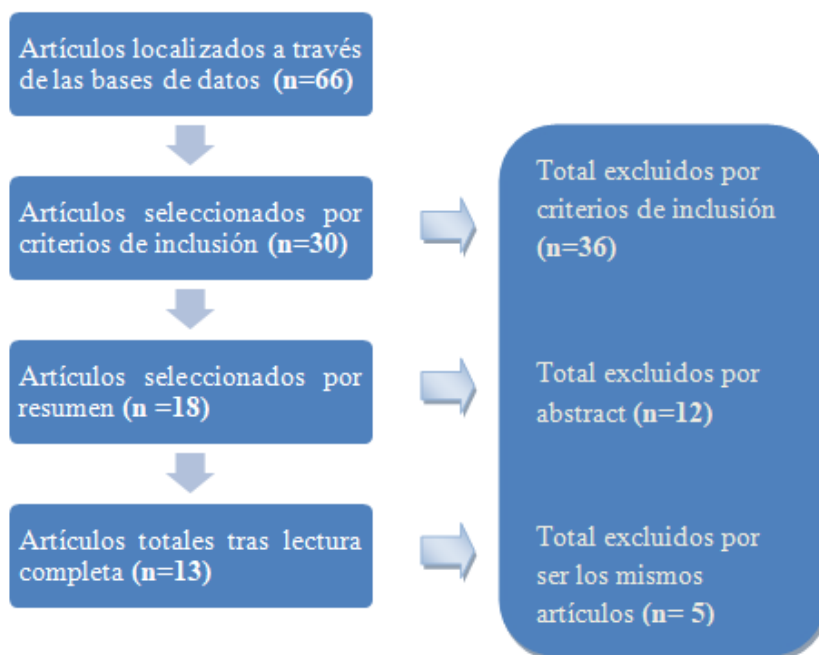 Artículos localizados a través
de las bases de datos (n=66)
Artículos seleccionados por
criterios de inclusión (n=30)
Total excluidos por
criterios de inclusión
(n=36)
Artículos seleccionados por
resumen (n =18)
Total excluidos por
abstract (n=12)
Artículos totales tras lectura
completa (n=13)
Total excluidos por
ser los mismos
artículos (n= 5)